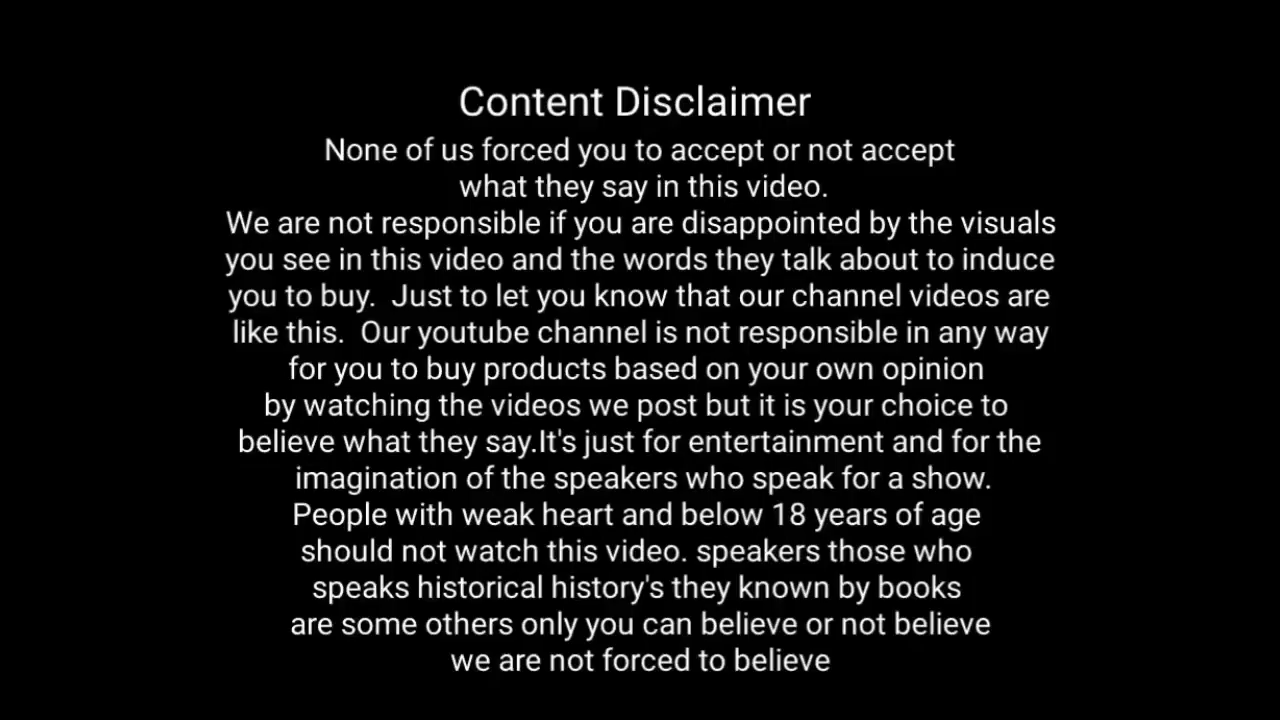 Content Disclaimer
None of us forced you to accept or not accept
what they say in this video.
We are not responsible if you are disappointed by the visuals
you see in this video and the words they talk about to induce
you to buy.  Just to let you know that our channel videos are
like this.  Our youtube channel is not responsible in any way
for you to buy products based on your own opinion
by watching the videos we post but it is your choice to
believe what they say.It's just for entertainment and for the
imagination of the speakers who speak for a show.
People with weak heart and below 18 years of age
should not watch this video. speakers those who
speaks historical history's they known by books
are some others only you can believe or not believe
we are not forced to believe